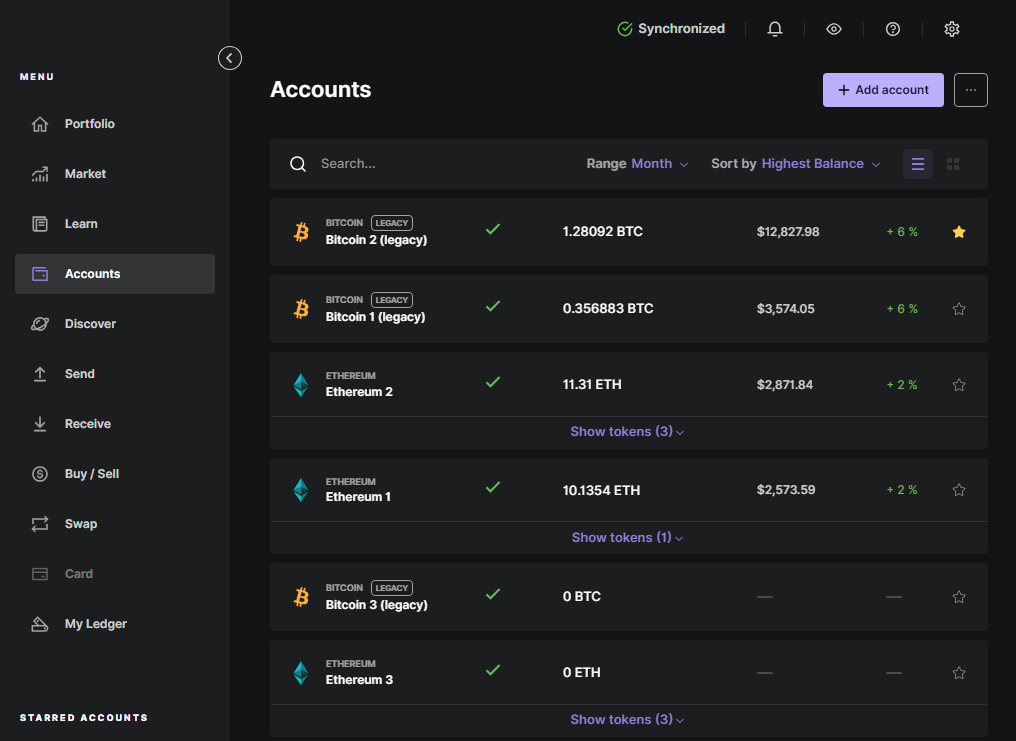 Synchronized
MENU
Portfolio
Market
Learn
Accounts
Discover
Send
Receive
Buy / Sell
Swap
Card
My Ledger
STARRED ACCOUNTS
Accounts
+ Add account
...
Search...
Range Month
Sort by Highest Balance
BITCOIN LEGACY
Bitcoin 2 (legacy)
1.28092 BTC
$12,827.98
+ 6 %
BITCOIN LEGACY
Bitcoin 1 (legacy)
0.356883 BTC
$3,574.05
+ 6 %
ETHEREUM
Ethereum 2
11.31 ETH
$2,871.84
+ 2 %
Show tokens (3)
ETHEREUM
Ethereum 1
10.1354 ETH
$2,573.59
+ 2 %
Show tokens (1)
BITCOIN LEGACY
Bitcoin 3 (legacy)
0 BTC
—
—
ETHEREUM
Ethereum 3
0 ETH
—
—
Show tokens (3)